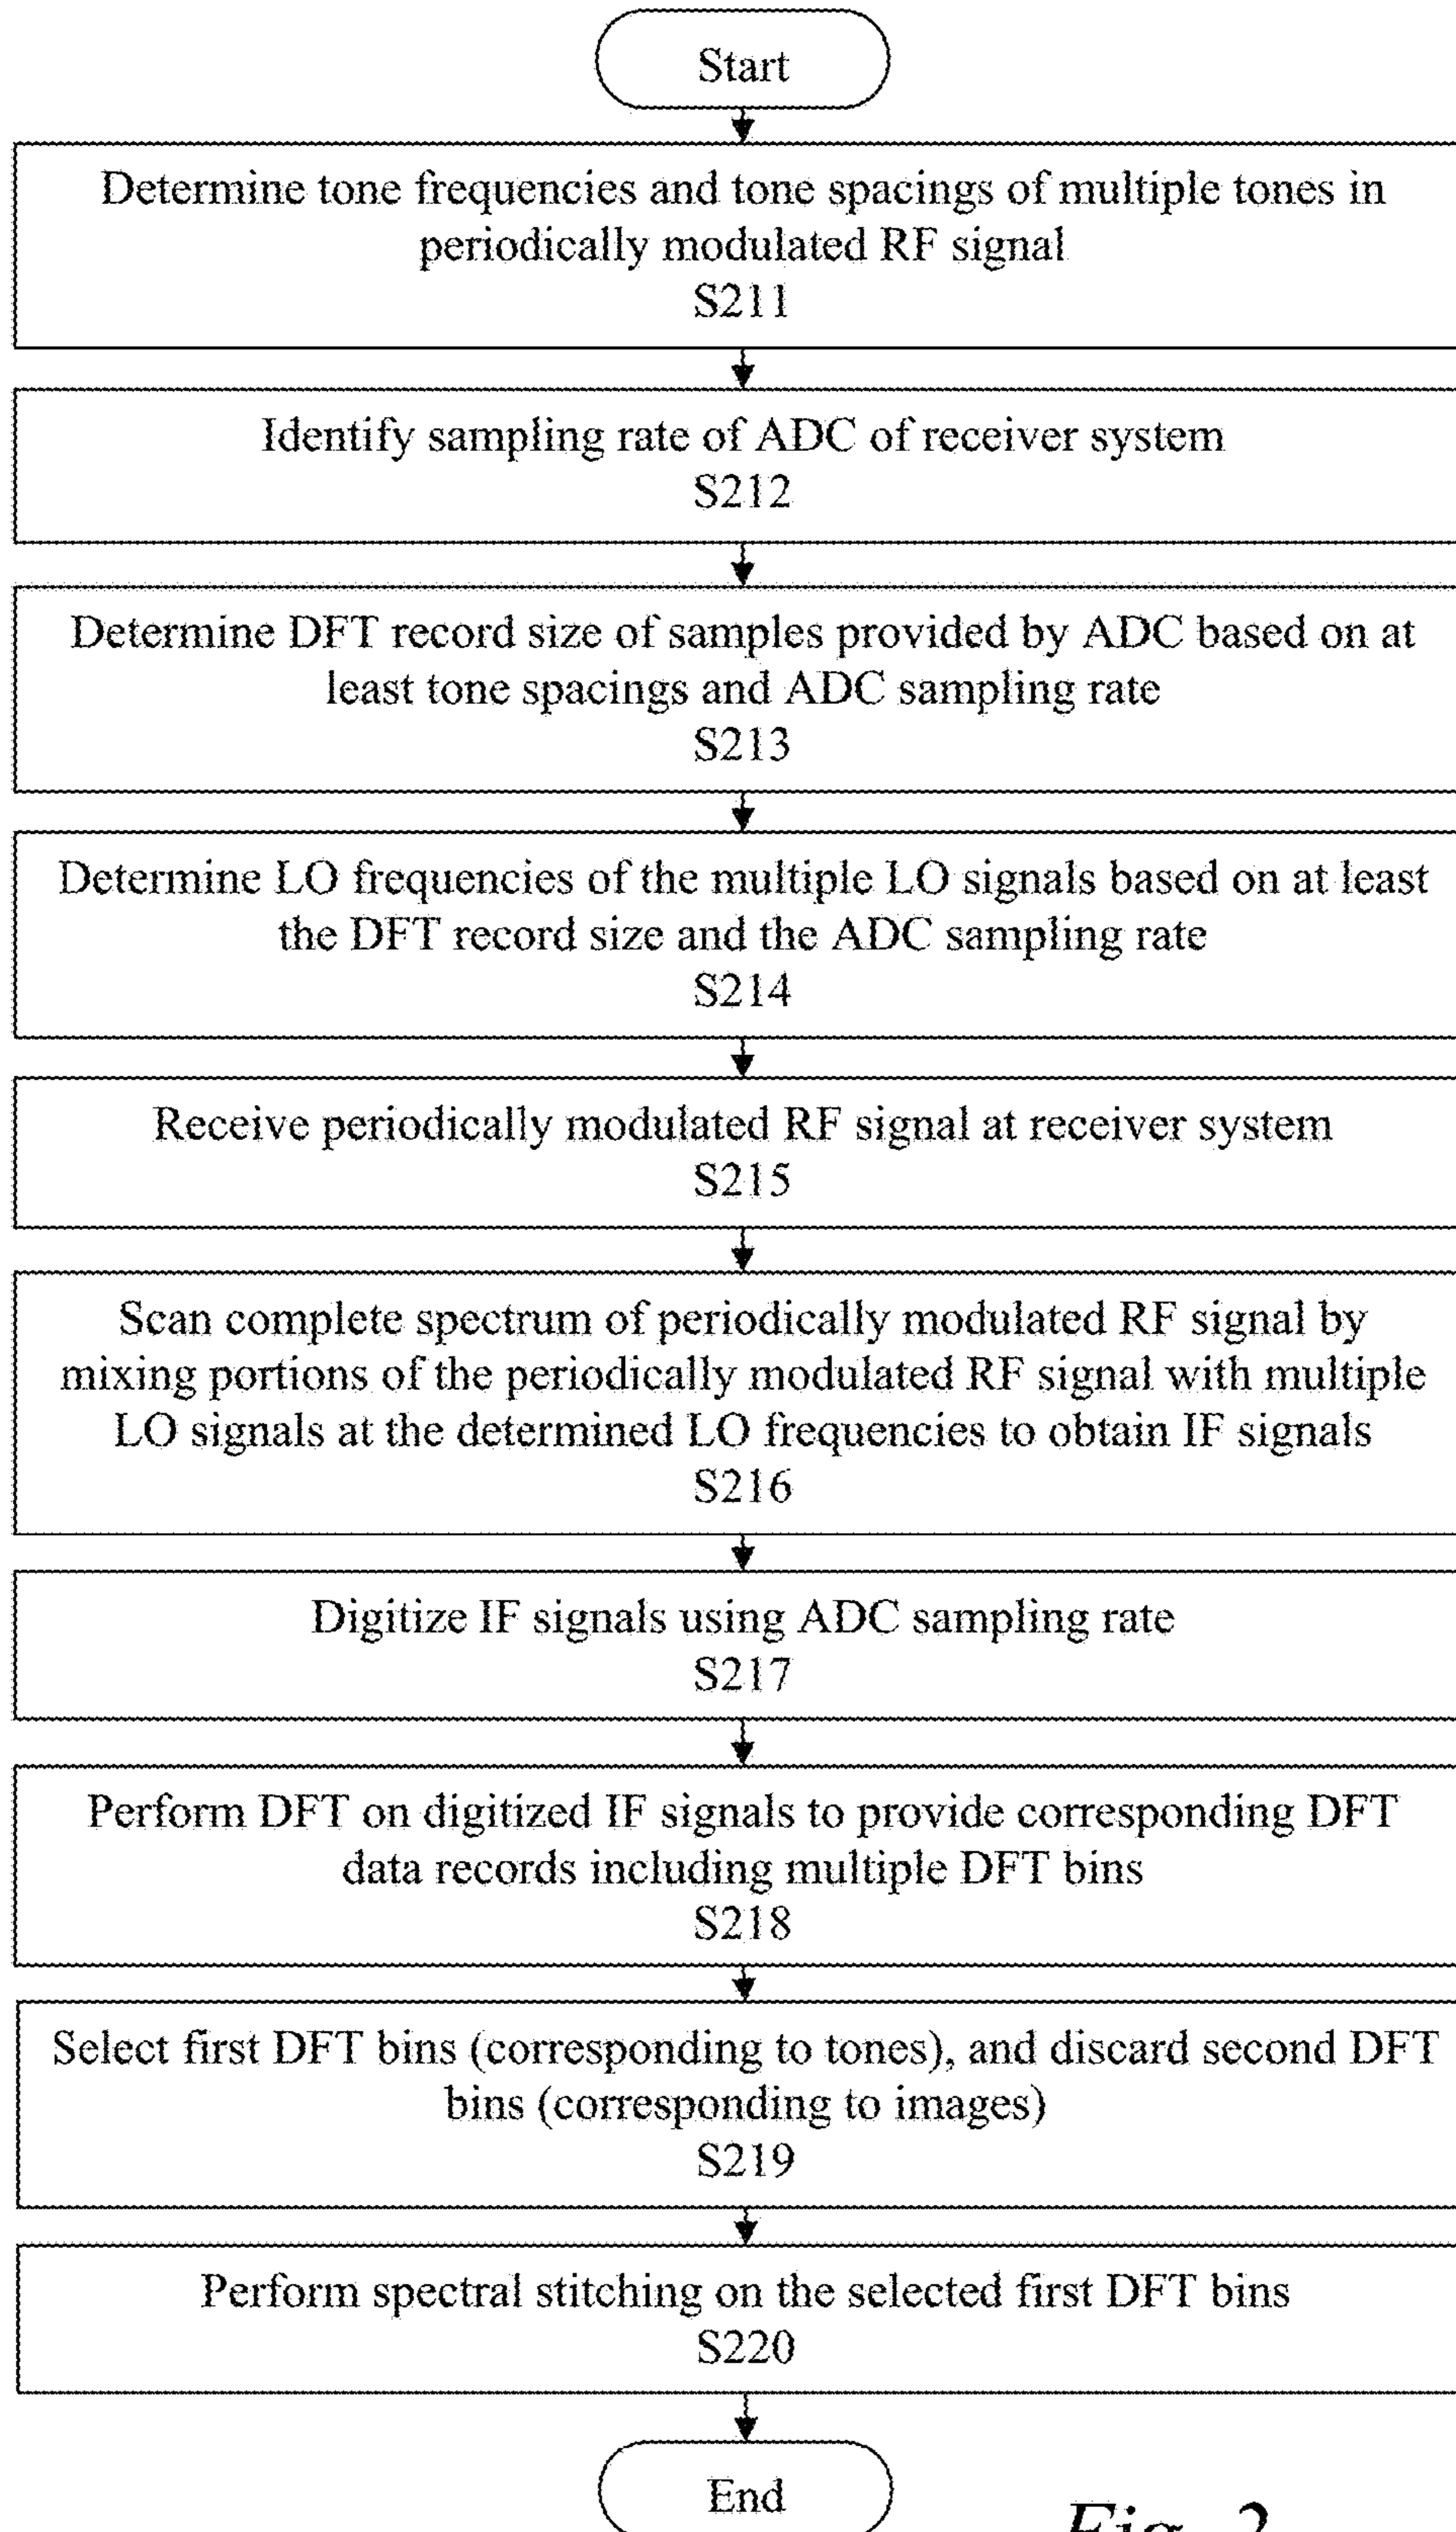 Start
Determine tone frequencies and tone spacings of multiple tones in
periodically modulated RF signal
S211
Identify sampling rate of ADC of receiver system
S212
Determine DFT record size of samples provided by ADC based on at
least tone spacings and ADC sampling rate
S213
Determine LO frequencies of the multiple LO signals based on at least
the DFT record size and the ADC sampling rate
S214
Receive periodically modulated RF signal at receiver system
S215
Scan complete spectrum of periodically modulated RF signal by
mixing portions of the periodically modulated RF signal with multiple
LO signals at the determined LO frequencies to obtain IF signals
S216
Digitize IF signals using ADC sampling rate
S217
Perform DFT on digitized IF signals to provide corresponding DFT
data records including multiple DFT bins
S218
Select first DFT bins (corresponding to tones), and discard second DFT
bins (corresponding to images)
S219
Perform spectral stitching on the selected first DFT bins
S220
End
Fig. 2